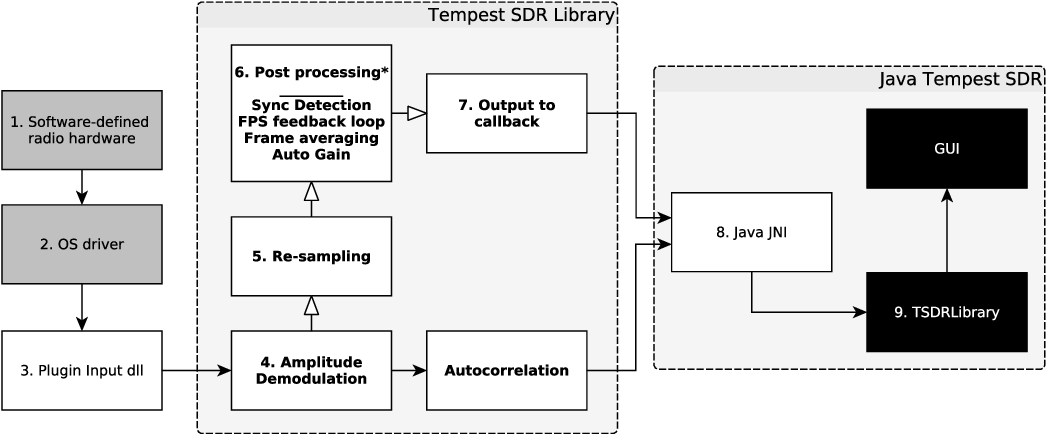 Tempest SDR Library
6. Post processing*
Sync Detection
FPS feedback loop
Frame averaging
Auto Gain
7. Output to
callback
Java Tempest SDR
1. Software-defined
radio hardware
GUI
2. OS driver
5. Re-sampling
8. Java JNI
9. TSDRLibrary
3. Plugin Input dll
4. Amplitude
Demodulation
Autocorrelation